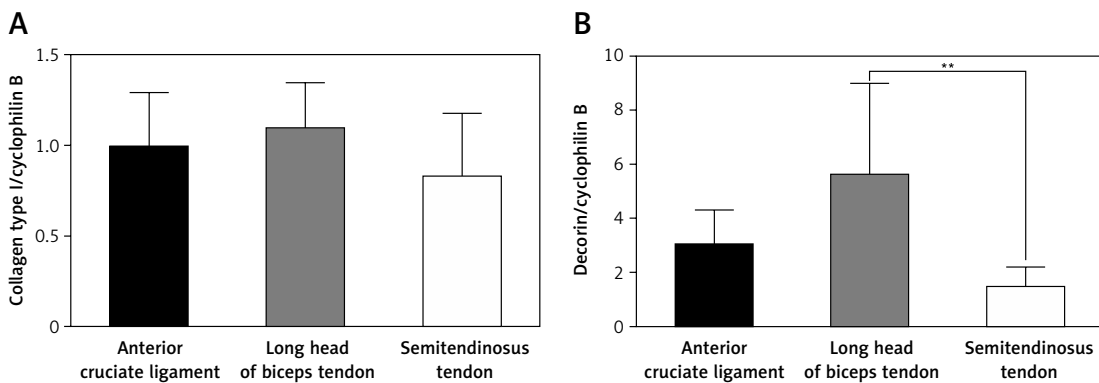 A
Collagen type I/cyclophilin B
1.5
1.0
0.5
0
Anterior
cruciate ligament
Long head
of biceps tendon
Semitendinosus
tendon
B
Decorin/cyclophilin B
10
8
6
4
2
0
**
Anterior
cruciate ligament
Long head
of biceps tendon
Semitendinosus
tendon